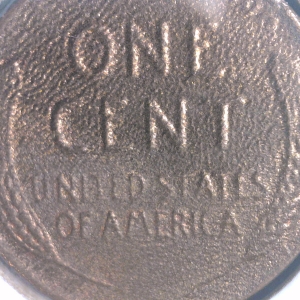 ONE
CENT
UNITED STATES
OF AMERICA